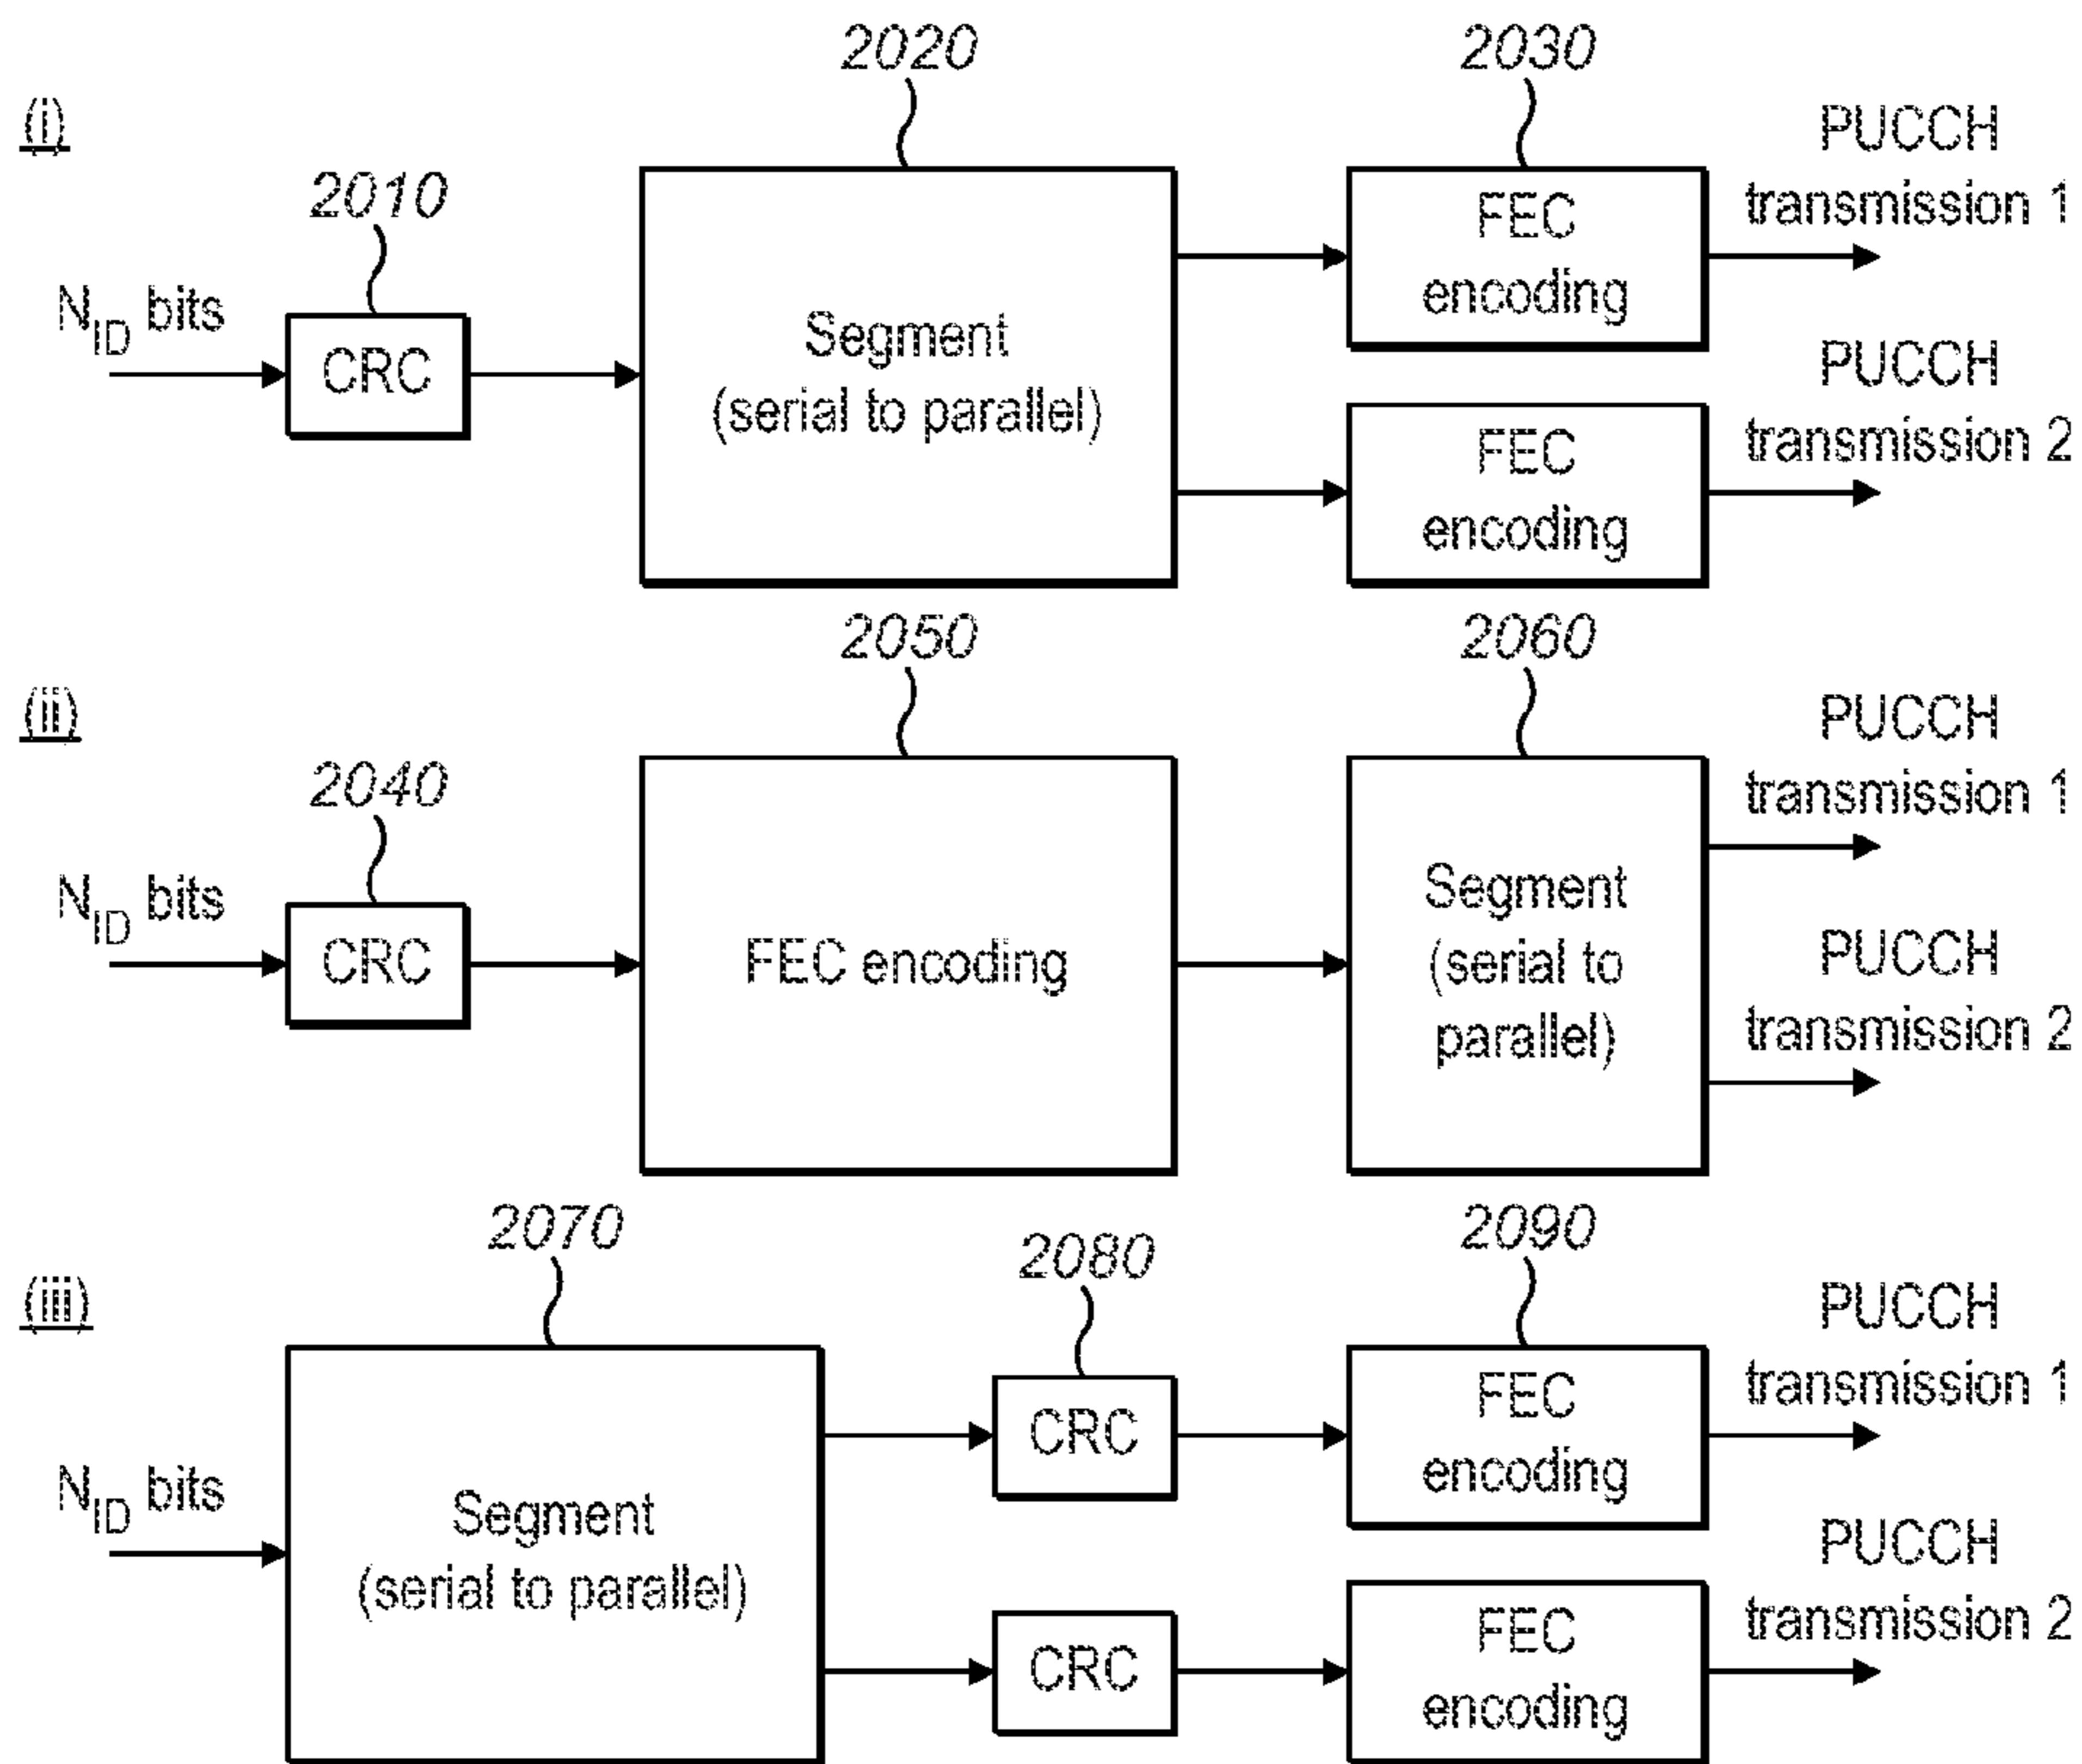 2020
2030
(i)
PUCCH
transmission 1
2010
FEC
encoding
N_ID bits
CRC
Segment
(serial to parallel)
PUCCH
transmission 2
FEC
encoding
2050
2060
(ii)
PUCCH
transmission 1
2040
N_ID bits
CRC
FEC encoding
Segment
(serial to
parallel)
PUCCH
transmission 2
2070
2080
2090
(iii)
PUCCH
transmission 1
CRC
FEC
encoding
N_ID bits
Segment
(serial to parallel)
PUCCH
transmission 2
CRC
FEC
encoding